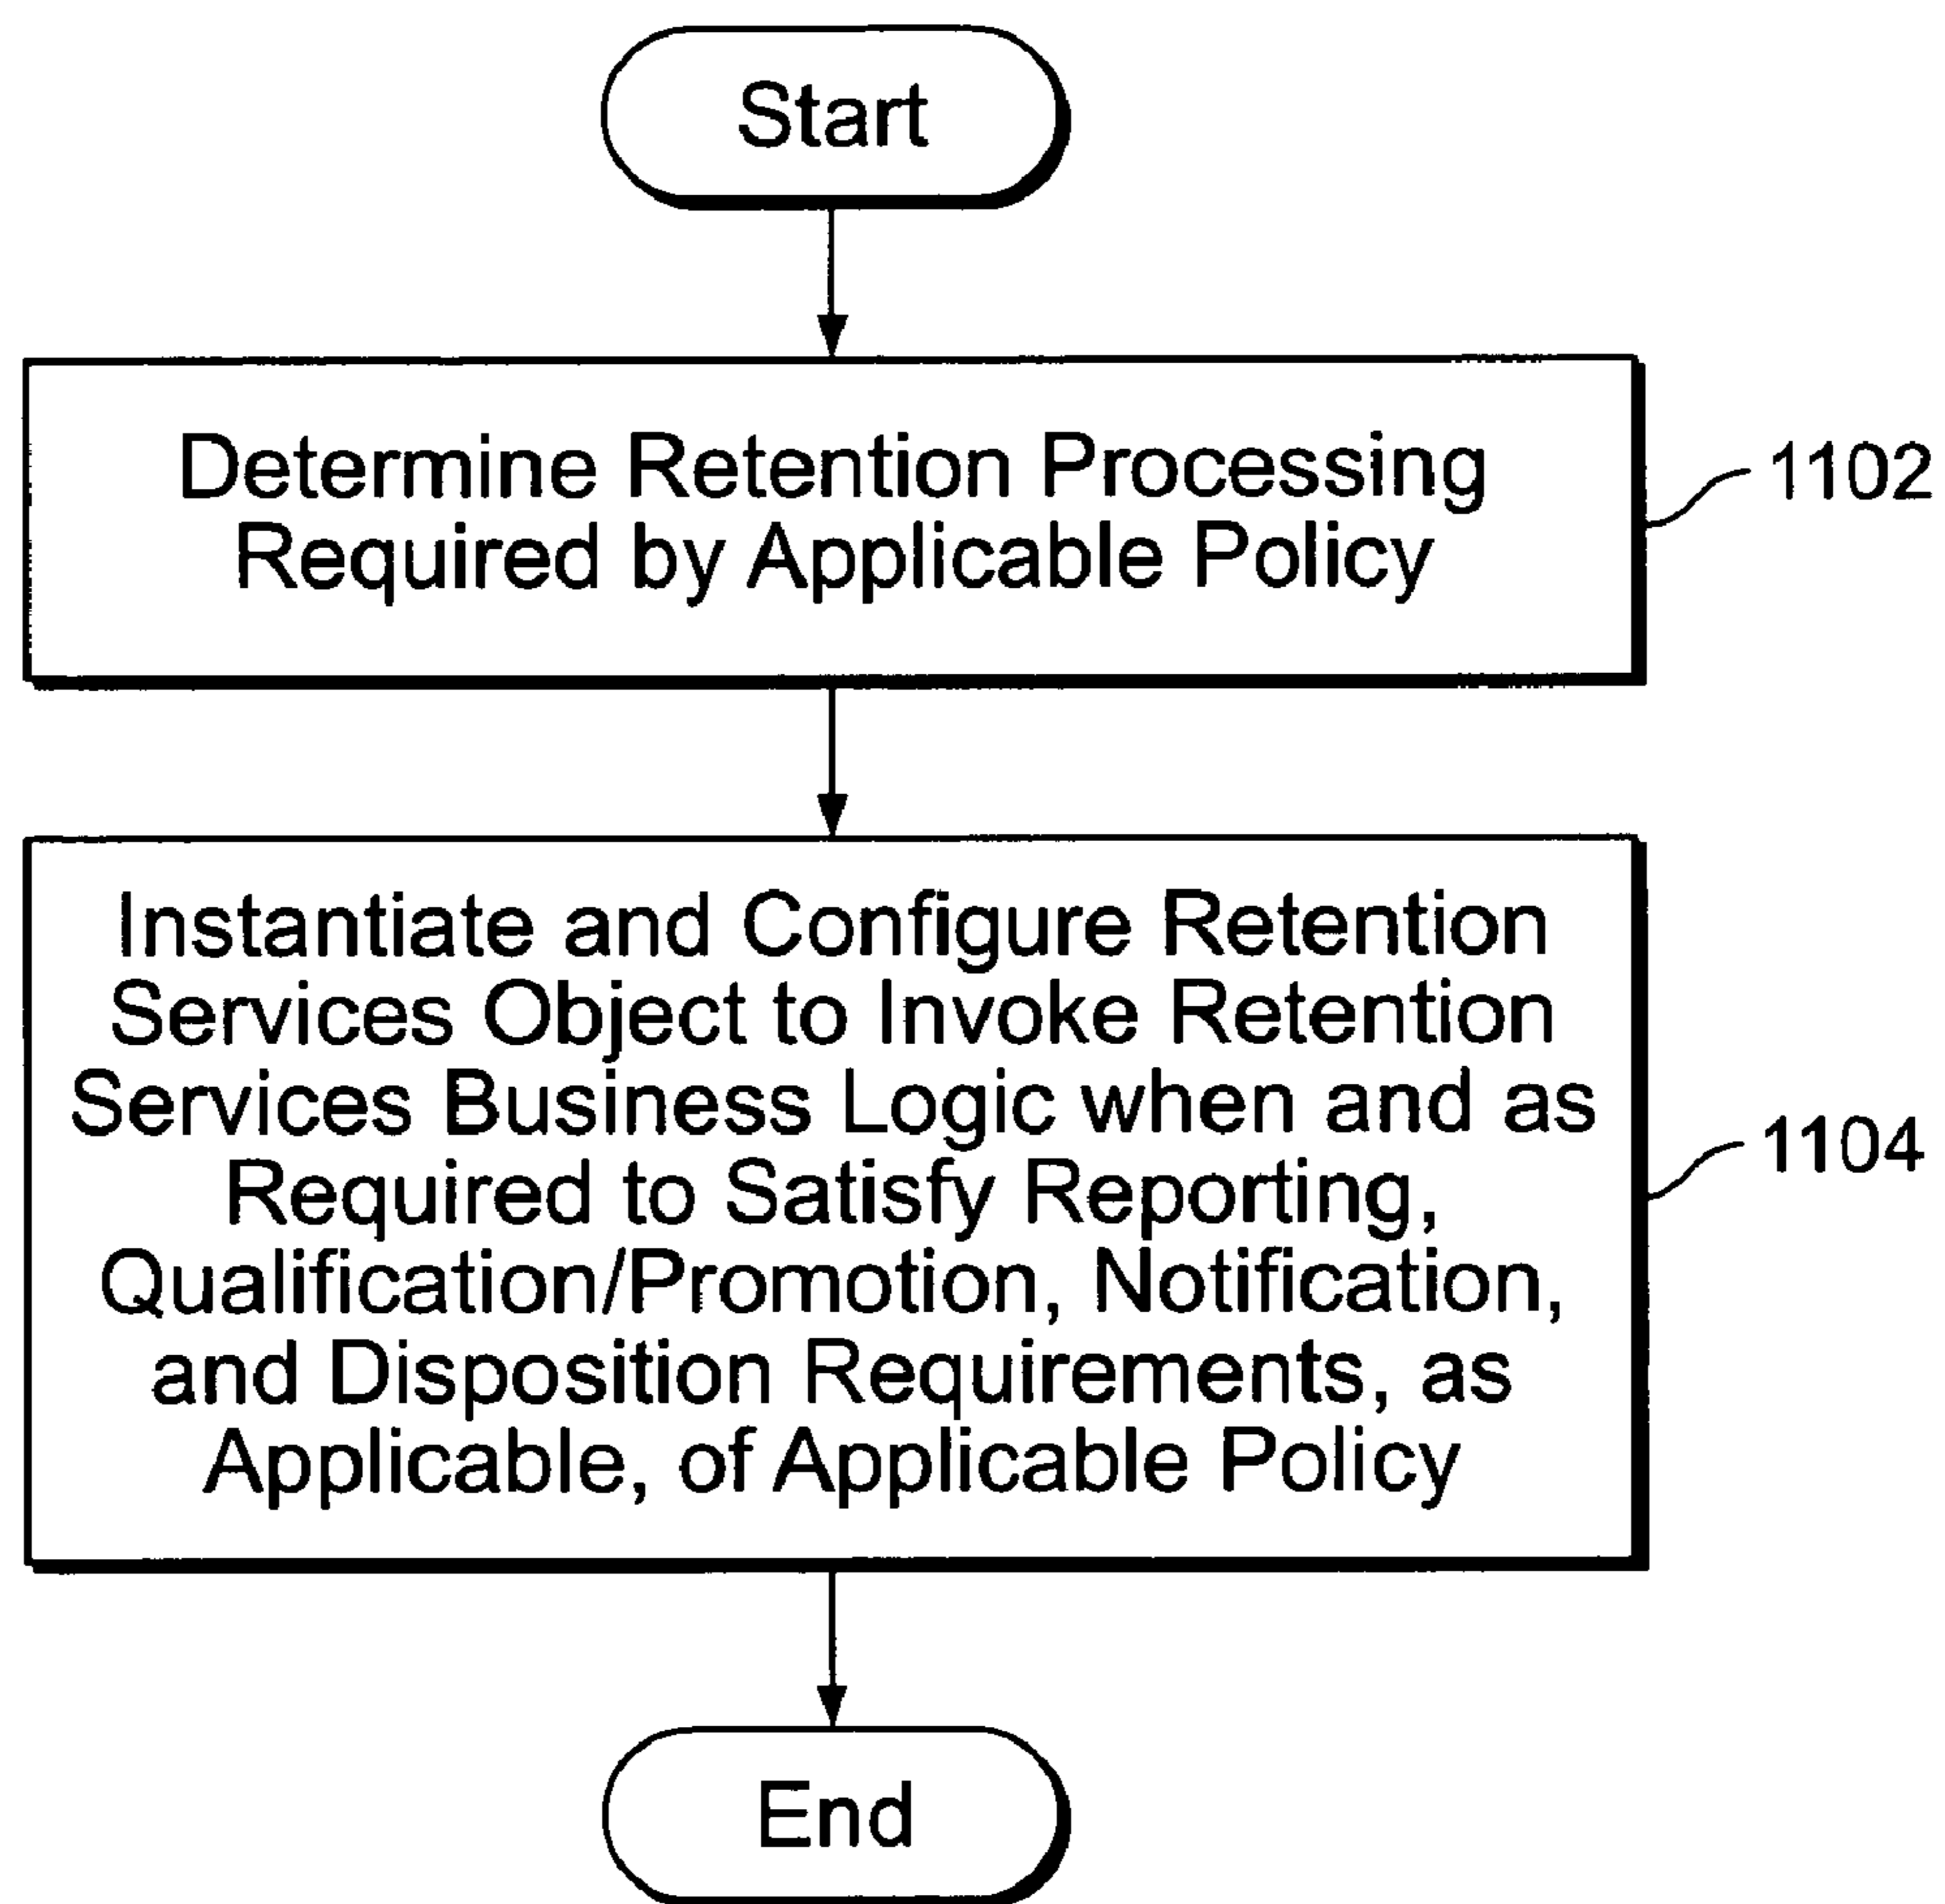 Start
Determine Retention Processing
Required by Applicable Policy
1102
Instantiate and Configure Retention
Services Object to Invoke Retention
Services Business Logic when and as
Required to Satisfy Reporting,
Qualification/Promotion, Notification,
and Disposition Requirements, as
Applicable, of Applicable Policy
1104
End